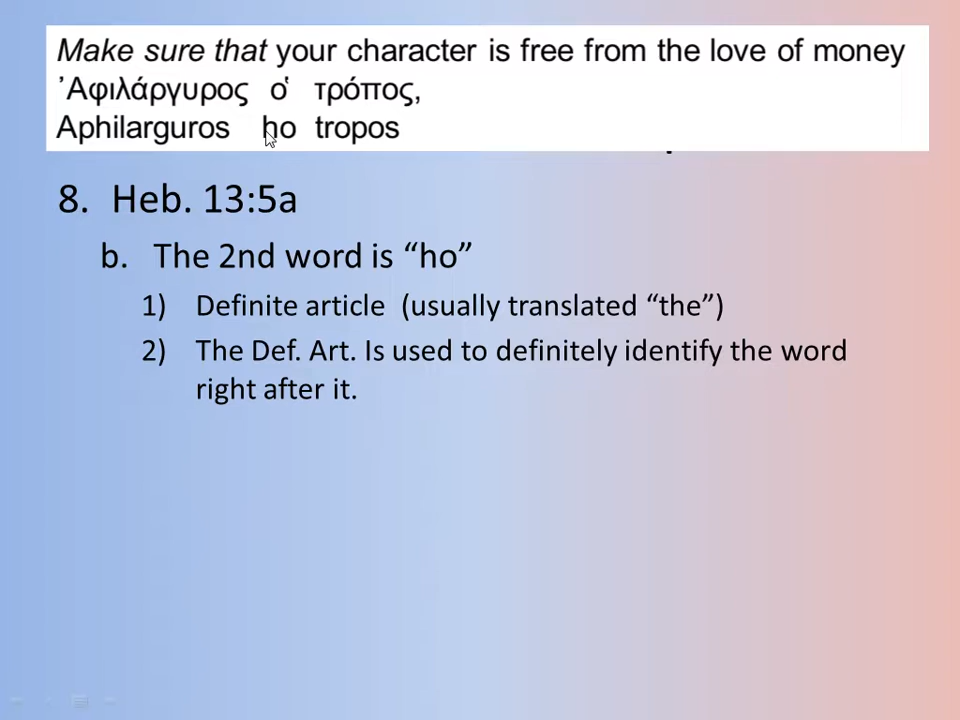 Make sure that your character is free from the love of money
᾿Αφιλάργυρος ὁ τρόπος,
Aphilarguros ho tropos
8. Heb. 13:5a
b. The 2nd word is “ho”
1) Definite article (usually translated “the”)
2) The Def. Art. Is used to definitely identify the word
right after it.